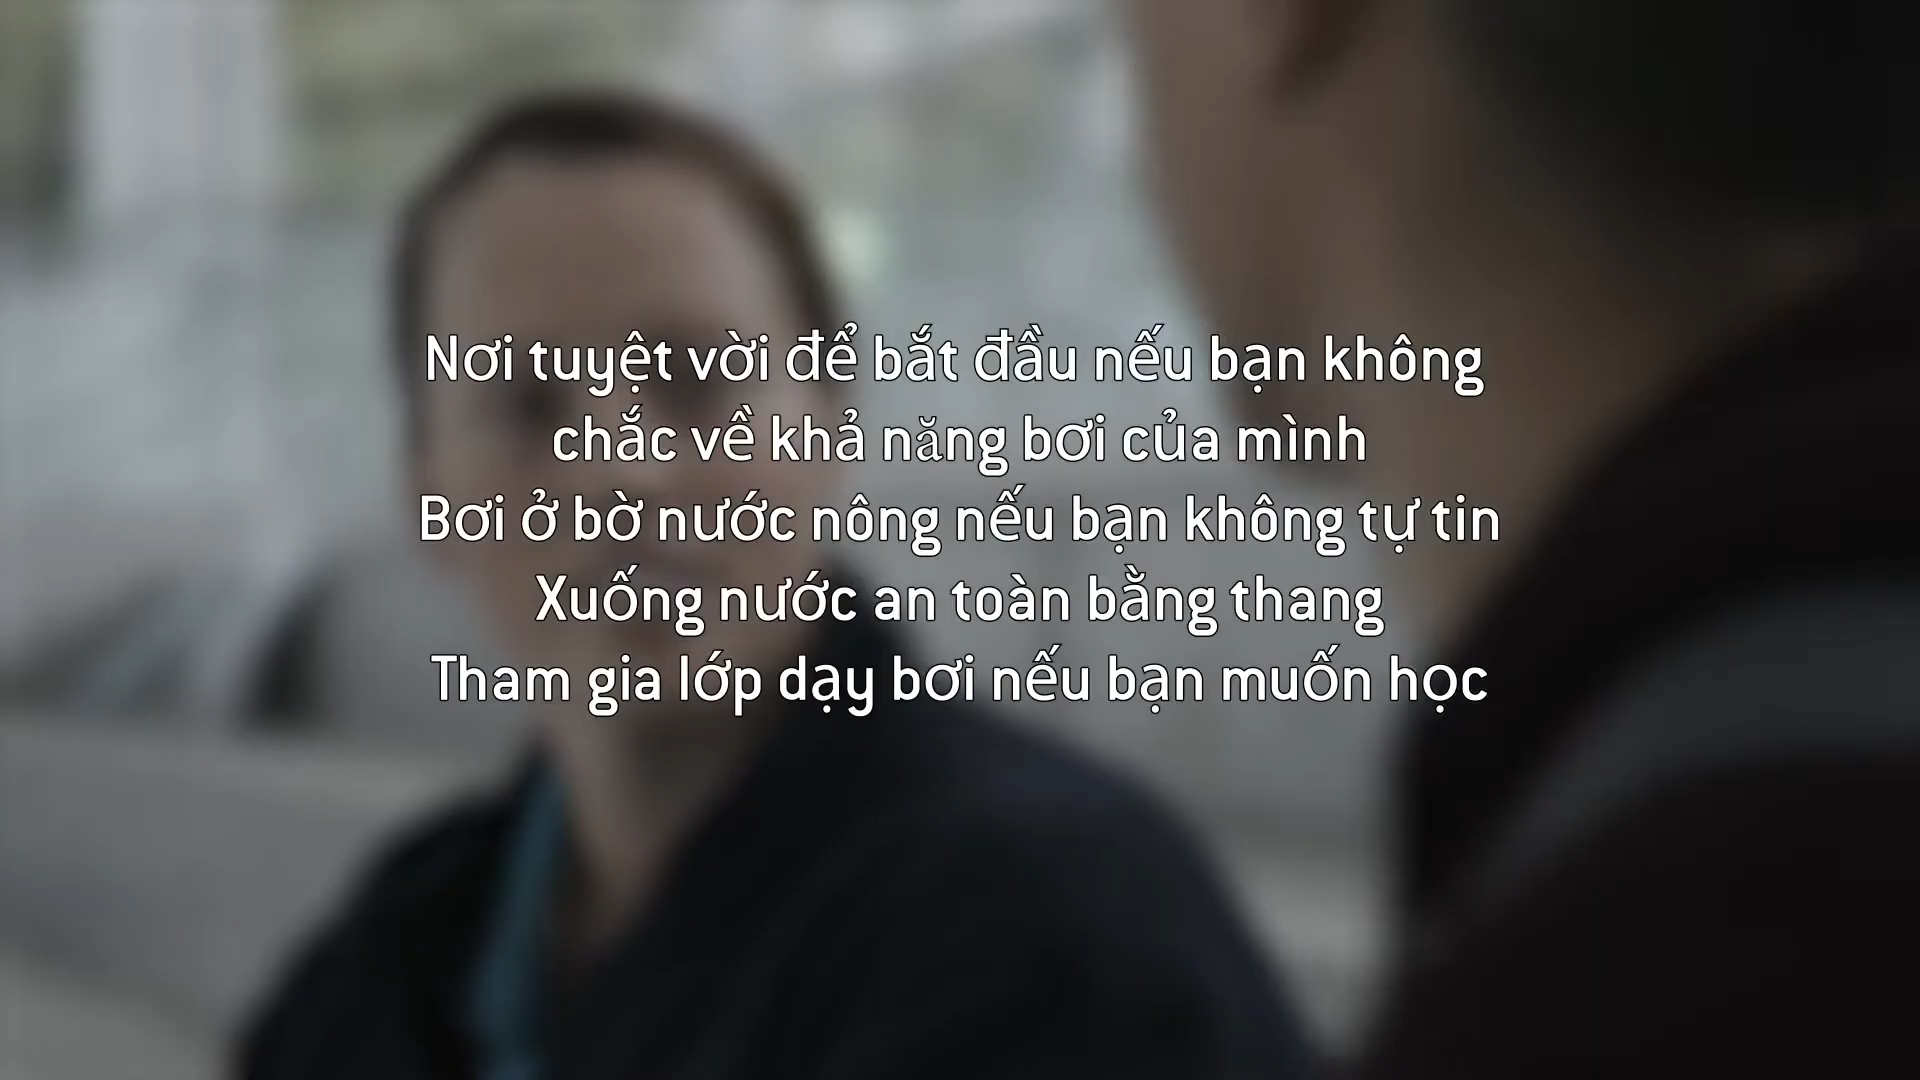 Nơi tuyệt vời để bắt đầu nếu bạn không
chắc về khả năng bơi của mình
Bơi ở bờ nước nông nếu bạn không tự tin
Xuống nước an toàn bằng thang
Tham gia lớp dạy bơi nếu bạn muốn học